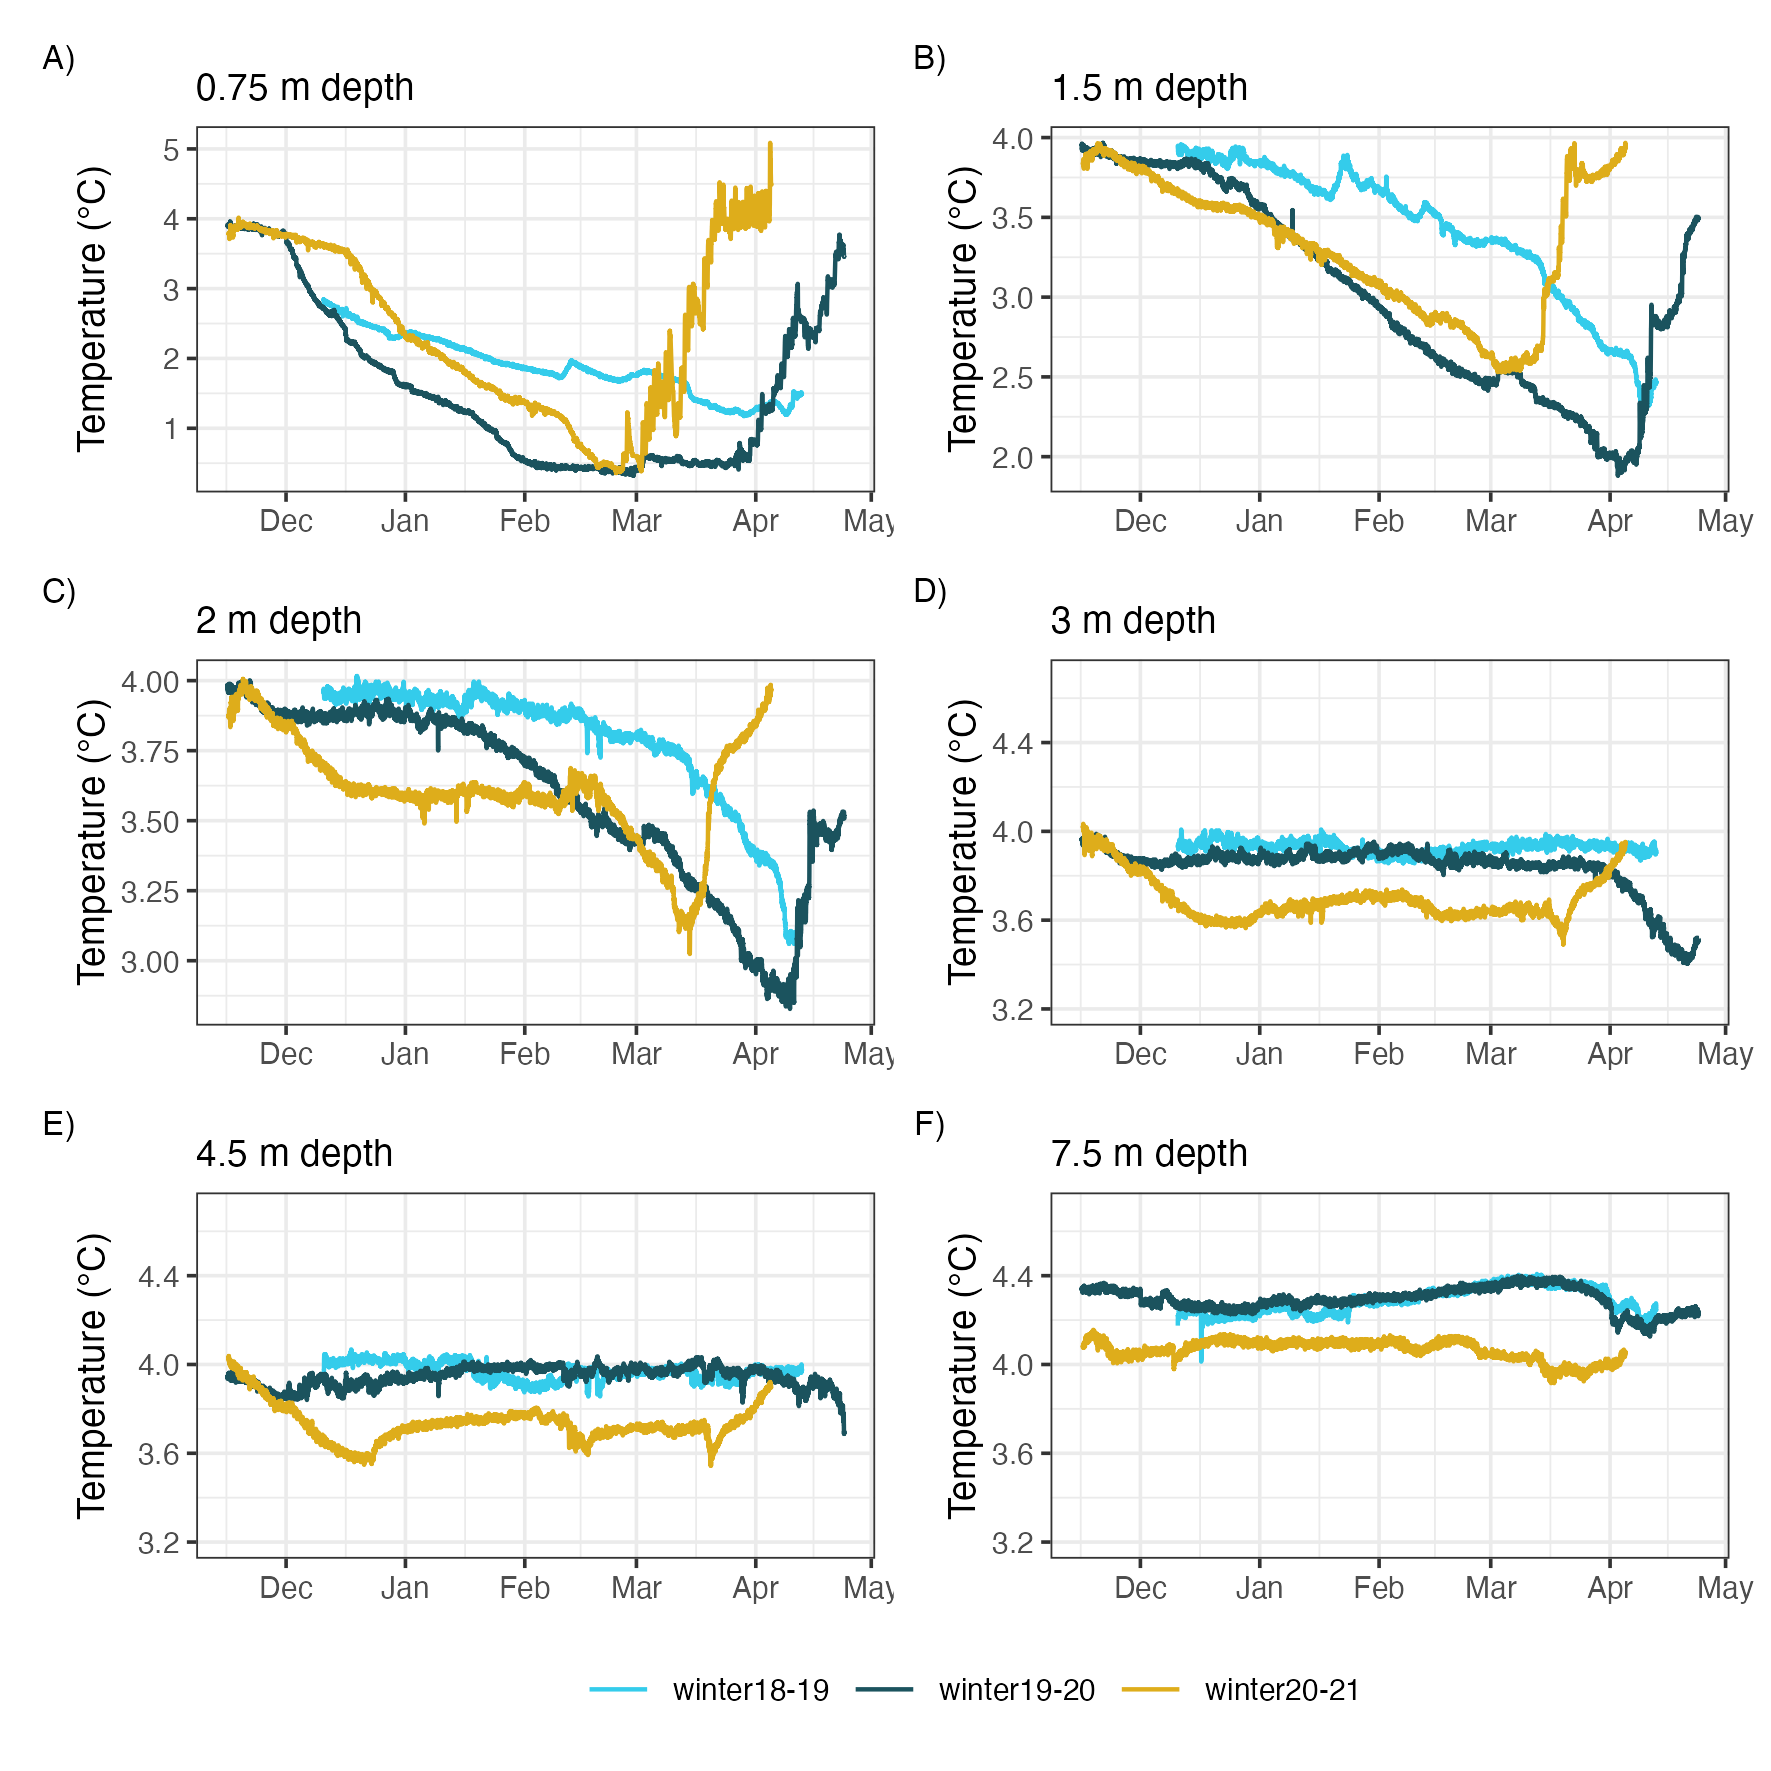 A)
0.75 m depth
Temperature (°C)
5
4
3
2
1
Dec Jan Feb Mar Apr May
B)
1.5 m depth
Temperature (°C)
4.0
3.5
3.0
2.5
2.0
Dec Jan Feb Mar Apr May
C)
2 m depth
Temperature (°C)
4.00
3.75
3.50
3.25
3.00
Dec Jan Feb Mar Apr May
D)
3 m depth
Temperature (°C)
4.4
4.0
3.6
3.2
Dec Jan Feb Mar Apr May
E)
4.5 m depth
Temperature (°C)
4.4
4.0
3.6
3.2
Dec Jan Feb Mar Apr May
F)
7.5 m depth
Temperature (°C)
4.4
4.0
3.6
3.2
Dec Jan Feb Mar Apr May
winter18-19 winter19-20 winter20-21